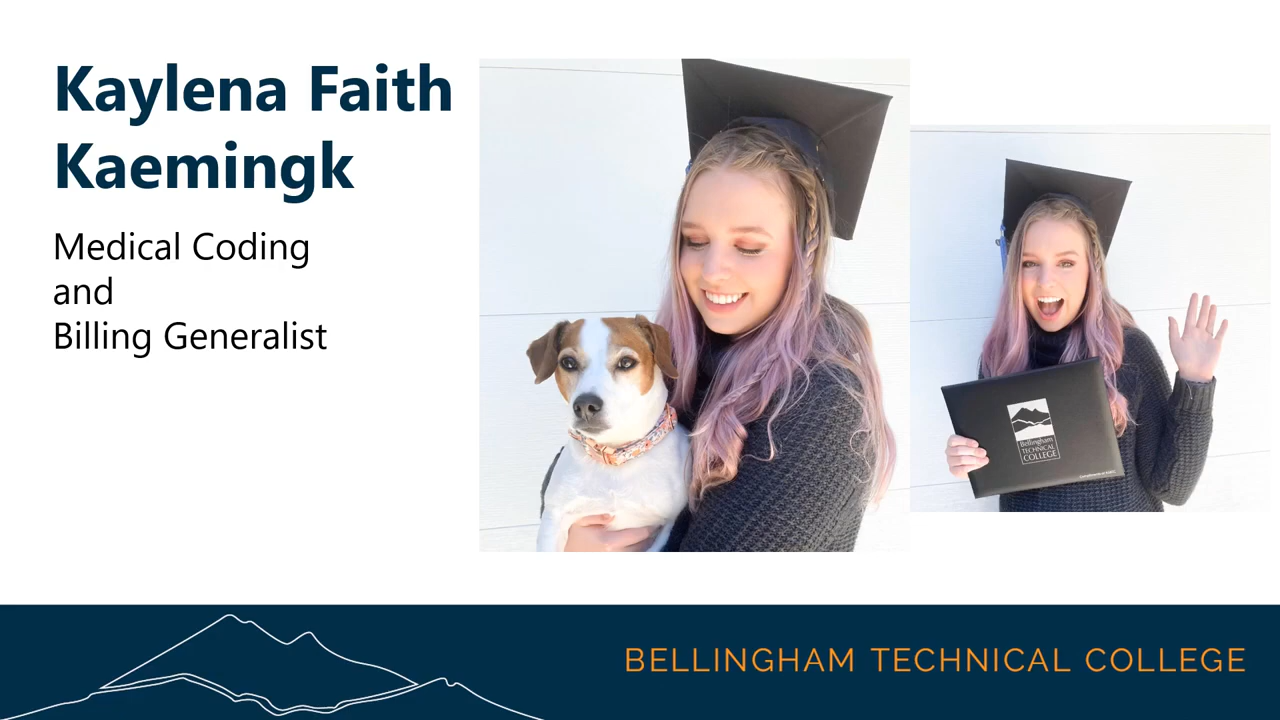 Kaylena Faith
Kaemingk
Medical Coding
and
Billing Generalist
Bellingham
TECHNICAL
COLLEGE
BELLINGHAM TECHNICAL COLLEGE